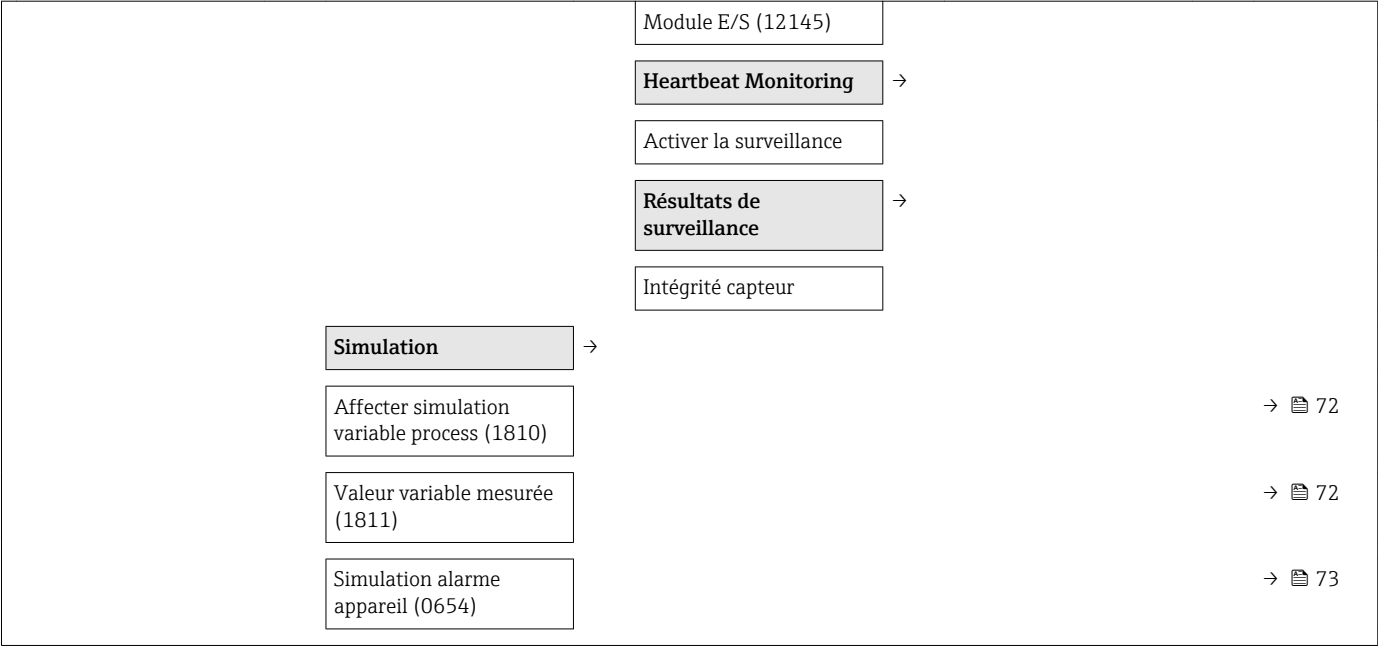 Module E/S (12145)
Heartbeat Monitoring →
Activer la surveillance
Résultats de →
surveillance
Intégrité capteur
Simulation →
Affecter simulation → 72
variable process (1810)
Valeur variable mesurée → 72
(1811)
Simulation alarme → 73
appareil (0654)